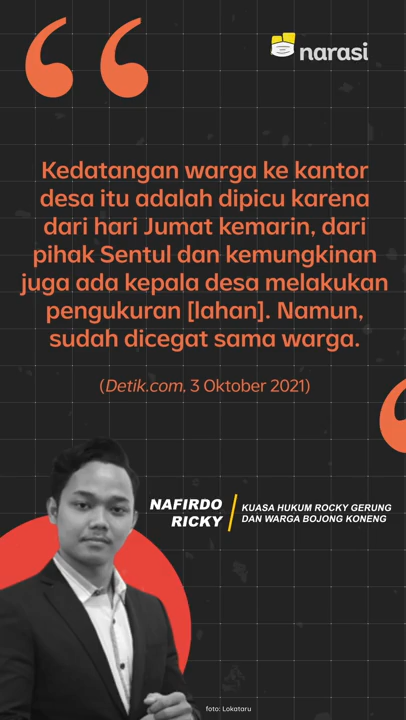 narasi
Kedatangan warga ke kantor
desa itu adalah dipicu karena
dari hari Jumat kemarin, dari
pihak Sentul dan kemungkinan
juga ada kepala desa melakukan
pengukuran [lahan]. Namun,
sudah dicegat sama warga.
(Detik.com, 3 Oktober 2021)
NAFIRDO
RICKY
KUASA HUKUM ROCKY GERUNG
DAN WARGA BOJONG KONENG
foto: Lokataru